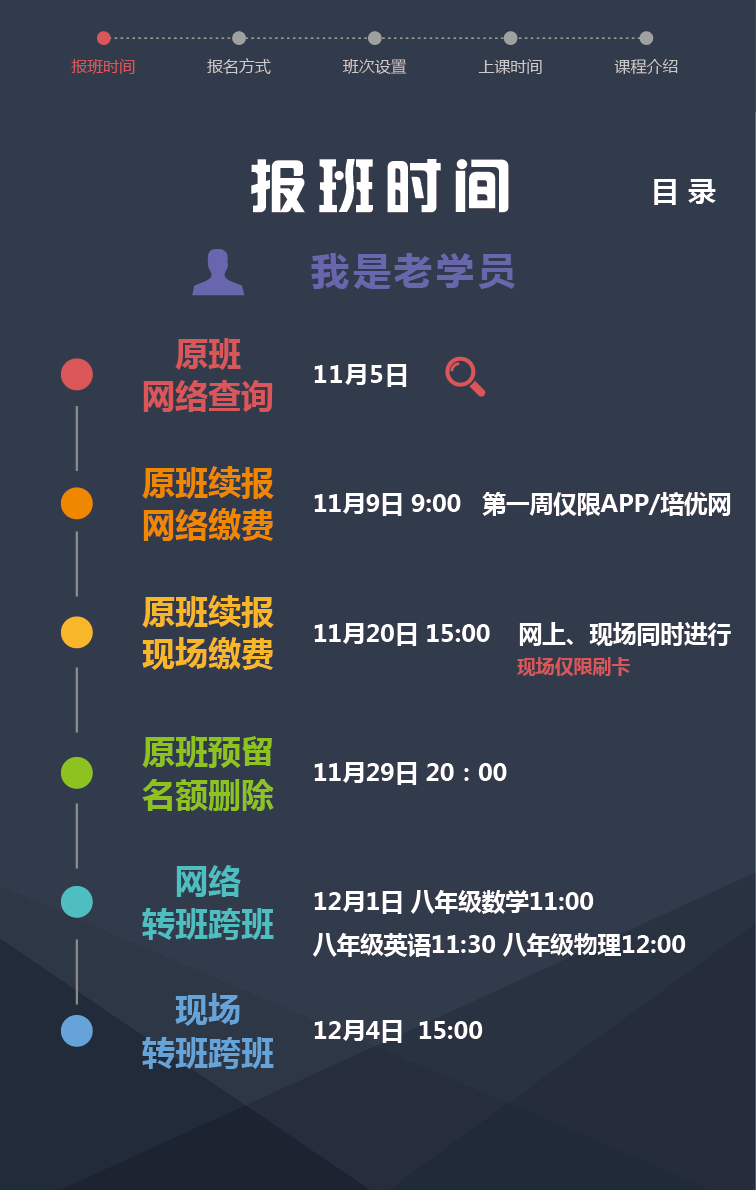 报班时间 报名方式 班次设置 上课时间 课程介绍
报班时间
目 录
我是老学员
原班
网络查询
11月5日
原班续报
网络缴费
11月9日 9:00 第一周仅限APP/培优网
原班续报
现场缴费
11月20日 15:00 网上、现场同时进行
现场仅限刷卡
原班预留
名额删除
11月29日 20：00
网络
转班跨班
12月1日 八年级数学11:00
八年级英语11:30 八年级物理12:00
现场
转班跨班
12月4日 15:00